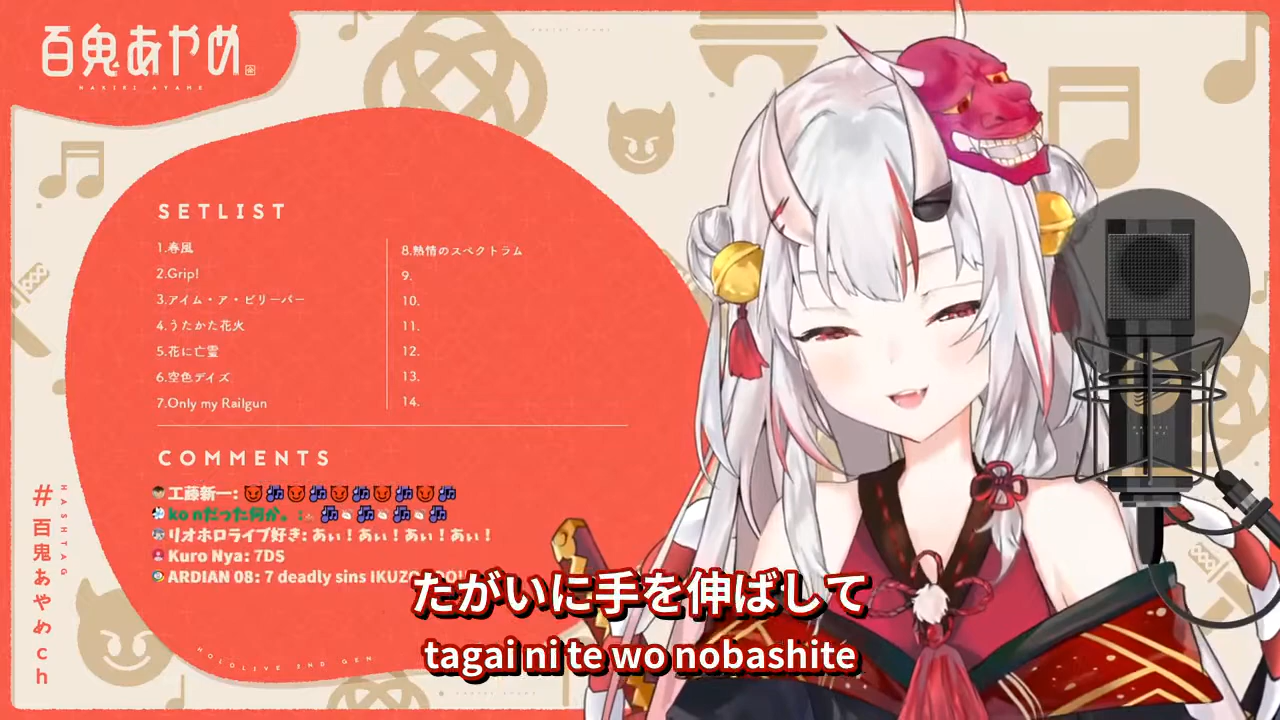 百鬼あやめ
NAKIRI AYAME
SETLIST
1.春風
2.Grip!
3.アイム・ア・ビリーバー
4.うたかた花火
5.花に亡霊
6.空色デイズ
7.Only my Railgun
8.熱情のスペクトラム
9.
10.
11.
12.
13.
14.
COMMENTS
工藤新一:
ko nだった何か。:
リオホロライブ好き: あぃ！あぃ！あぃ！あぃ！
Kuro Nya: 7DS
ARDIAN 08: 7 deadly sins IKUZO
たがいに手を伸ばして
tagai ni te wo nobashite
#百鬼あやめch
HASHTAG
HOLOLIVE 2ND GEN